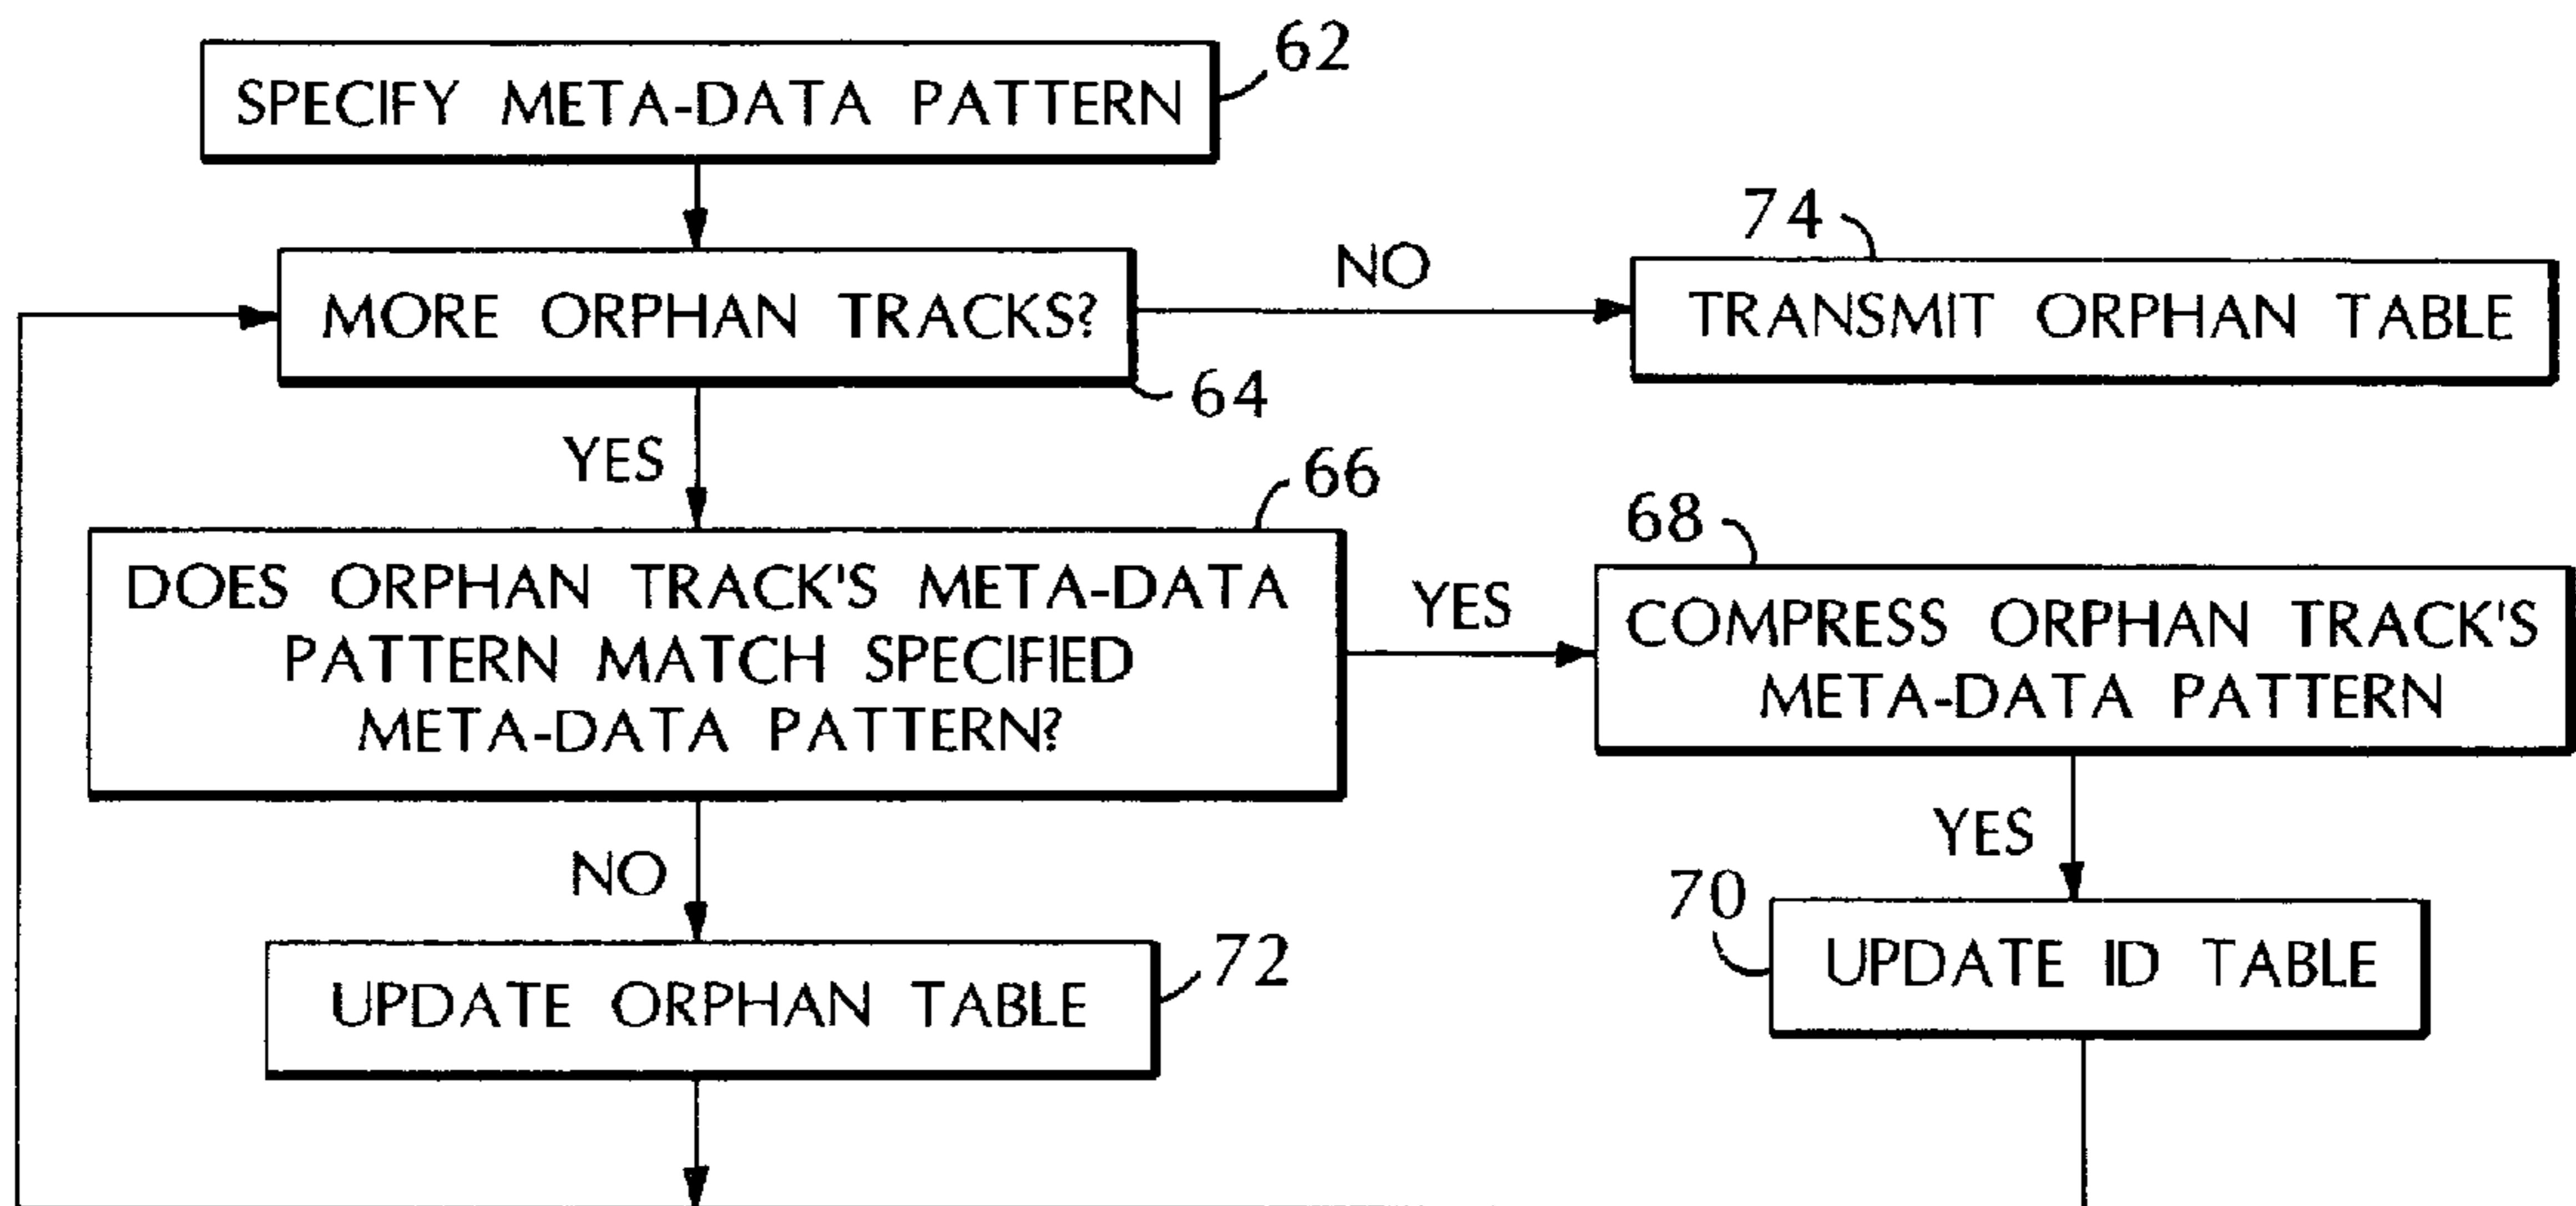 SPECIFY META-DATA PATTERN
62
MORE ORPHAN TRACKS?
64
NO
74
TRANSMIT ORPHAN TABLE
YES
66
DOES ORPHAN TRACK'S META-DATA
PATTERN MATCH SPECIFIED
META-DATA PATTERN?
YES
68
COMPRESS ORPHAN TRACK'S
META-DATA PATTERN
NO
YES
72
UPDATE ORPHAN TABLE
70
UPDATE ID TABLE